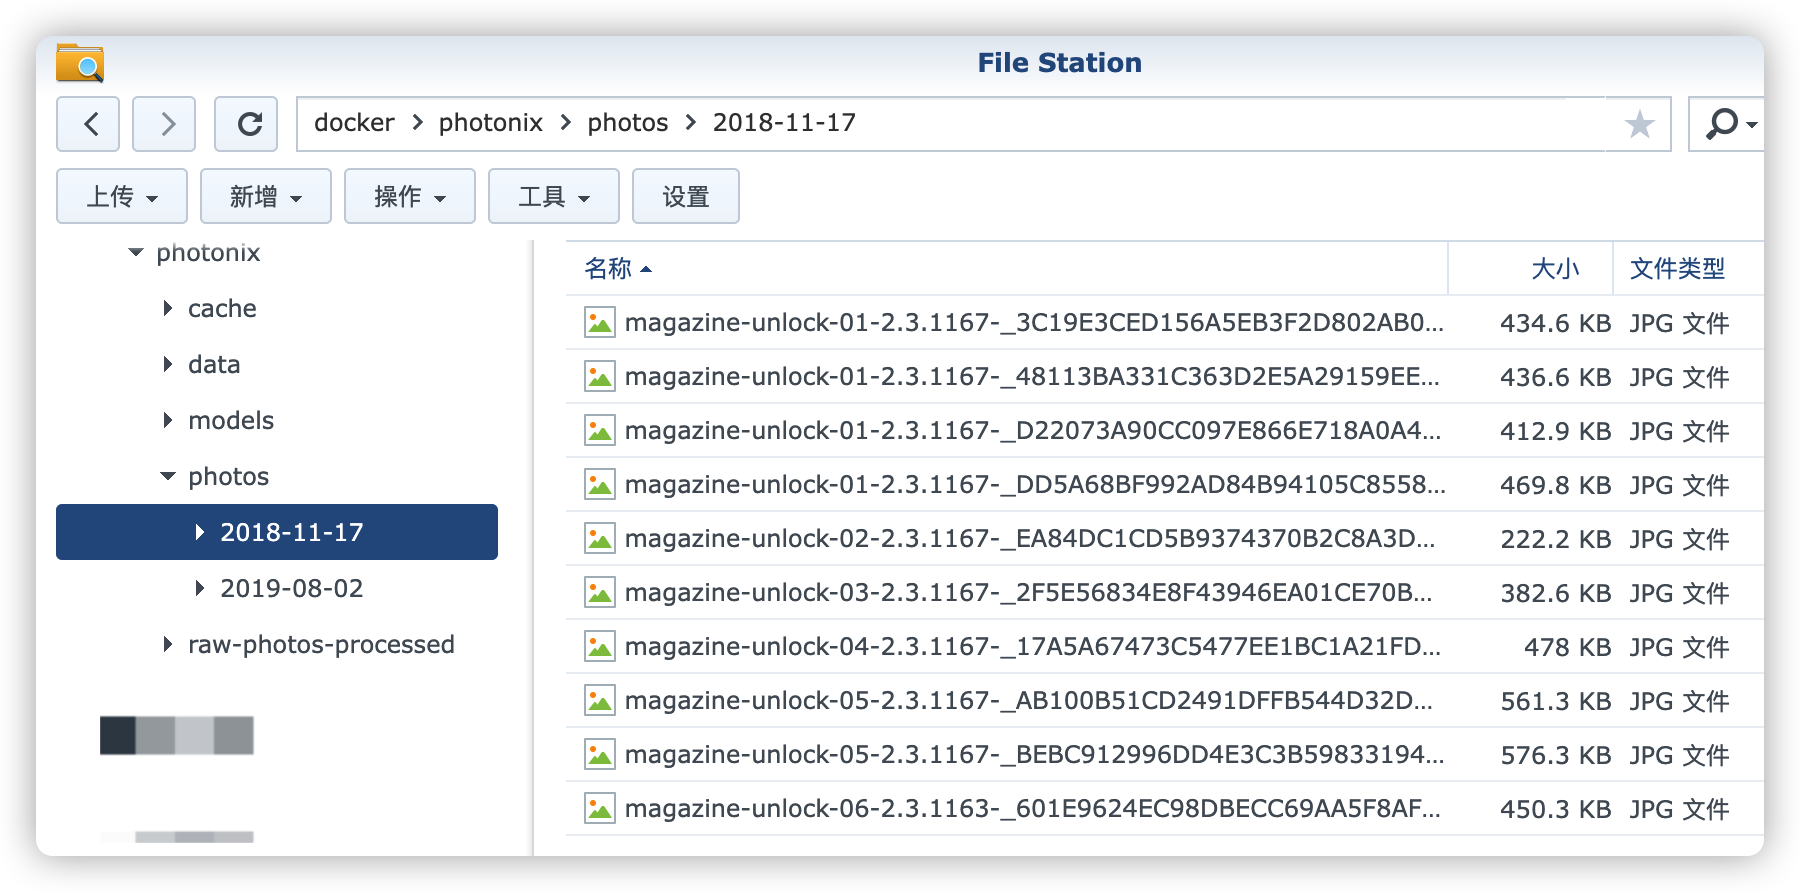 File Station
docker > photonix > photos > 2018-11-17
上传 新增 操作 工具 设置
photonix
cache
data
models
photos
2018-11-17
2019-08-02
raw-photos-processed
名称 大小 文件类型
magazine-unlock-01-2.3.1167-_3C19E3CED156A5EB3F2D802AB0... 434.6 KB JPG 文件
magazine-unlock-01-2.3.1167-_48113BA331C363D2E5A29159EE... 436.6 KB JPG 文件
magazine-unlock-01-2.3.1167-_D22073A90CC097E866E718A0A4... 412.9 KB JPG 文件
magazine-unlock-01-2.3.1167-_DD5A68BF992AD84B94105C8558... 469.8 KB JPG 文件
magazine-unlock-02-2.3.1167-_EA84DC1CD5B9374370B2C8A3D... 222.2 KB JPG 文件
magazine-unlock-03-2.3.1167-_2F5E56834E8F43946EA01CE70B... 382.6 KB JPG 文件
magazine-unlock-04-2.3.1167-_17A5A67473C5477EE1BC1A21FD... 478 KB JPG 文件
magazine-unlock-05-2.3.1167-_AB100B51CD2491DFFB544D32D... 561.3 KB JPG 文件
magazine-unlock-05-2.3.1167-_BEBC912996DD4E3C3B59833194... 576.3 KB JPG 文件
magazine-unlock-06-2.3.1163-_601E9624EC98DBECC69AA5F8AF... 450.3 KB JPG 文件